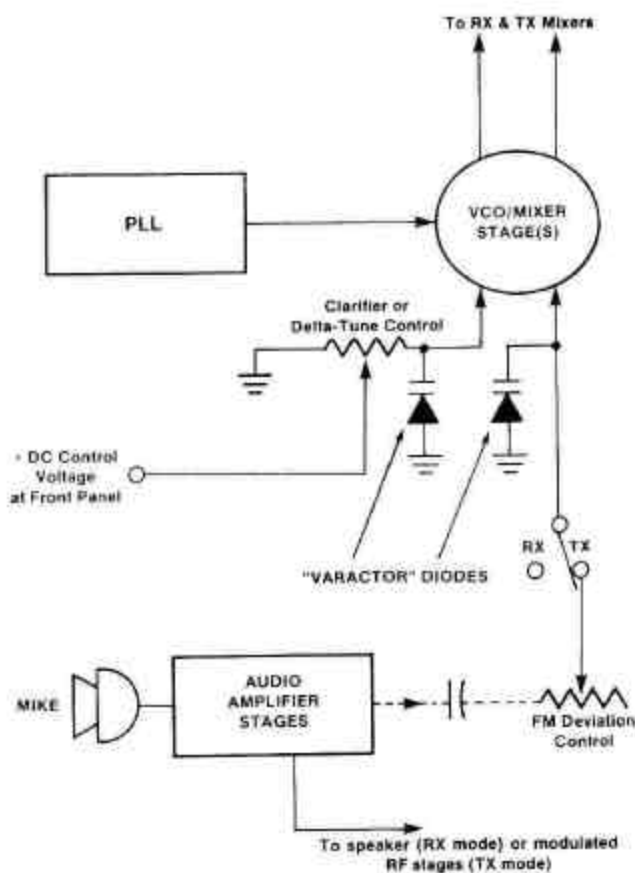 To RX & TX Mixers
PLL
VCO/MIXER
STAGE(S)
Clarifier or
Delta-Tune Control
+ DC Control
Voltage
at Front Panel
"VARACTOR" DIODES
RX
TX
MIKE
AUDIO
AMPLIFIER
STAGES
FM Deviation
Control
To speaker (RX mode) or modulated
RF stages (TX mode)